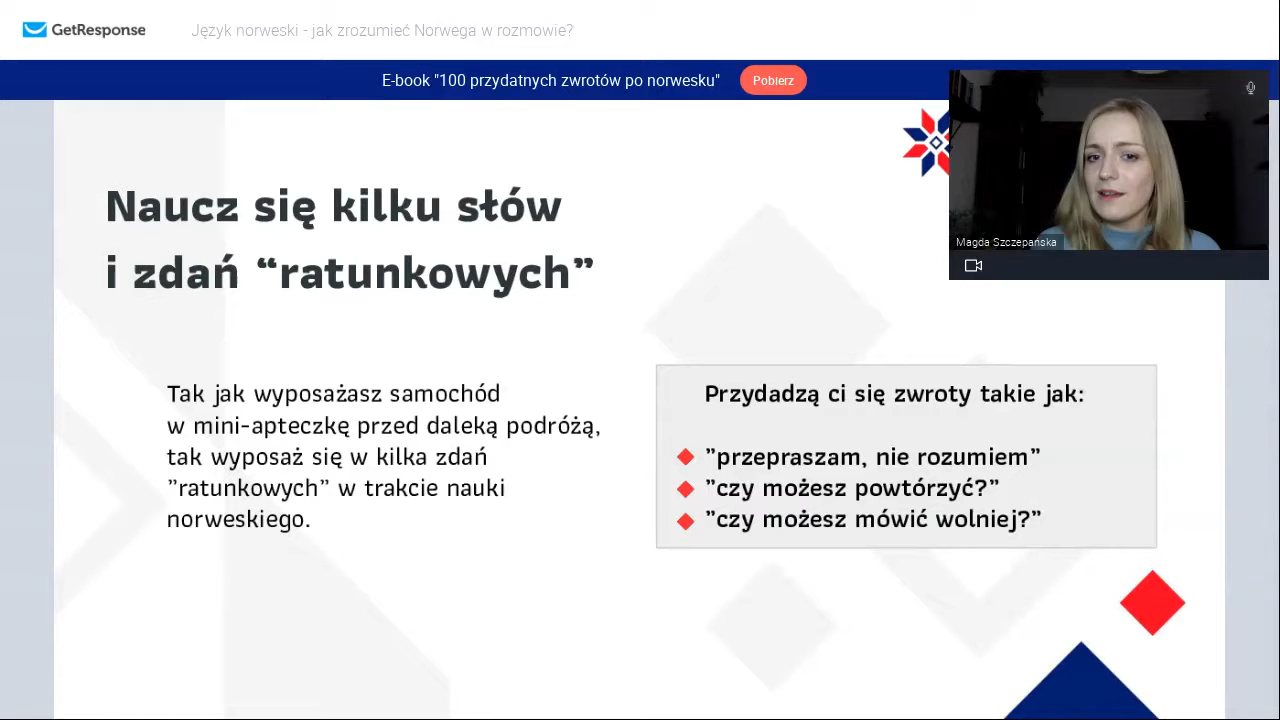 GetResponse
Język norweski - jak zrozumieć Norwega w rozmowie?
E-book "100 przydatnych zwrotów po norwesku"
Pobierz
Magda Szczepańska
Naucz się kilku słów
i zdań “ratunkowych”
Tak jak wyposażasz samochód
w mini-apteczkę przed daleką podróżą,
tak wyposaż się w kilka zdań
”ratunkowych” w trakcie nauki
norweskiego.
Przydadzą ci się zwroty takie jak:
”przepraszam, nie rozumiem”
”czy możesz powtórzyć?”
”czy możesz mówić wolniej?”